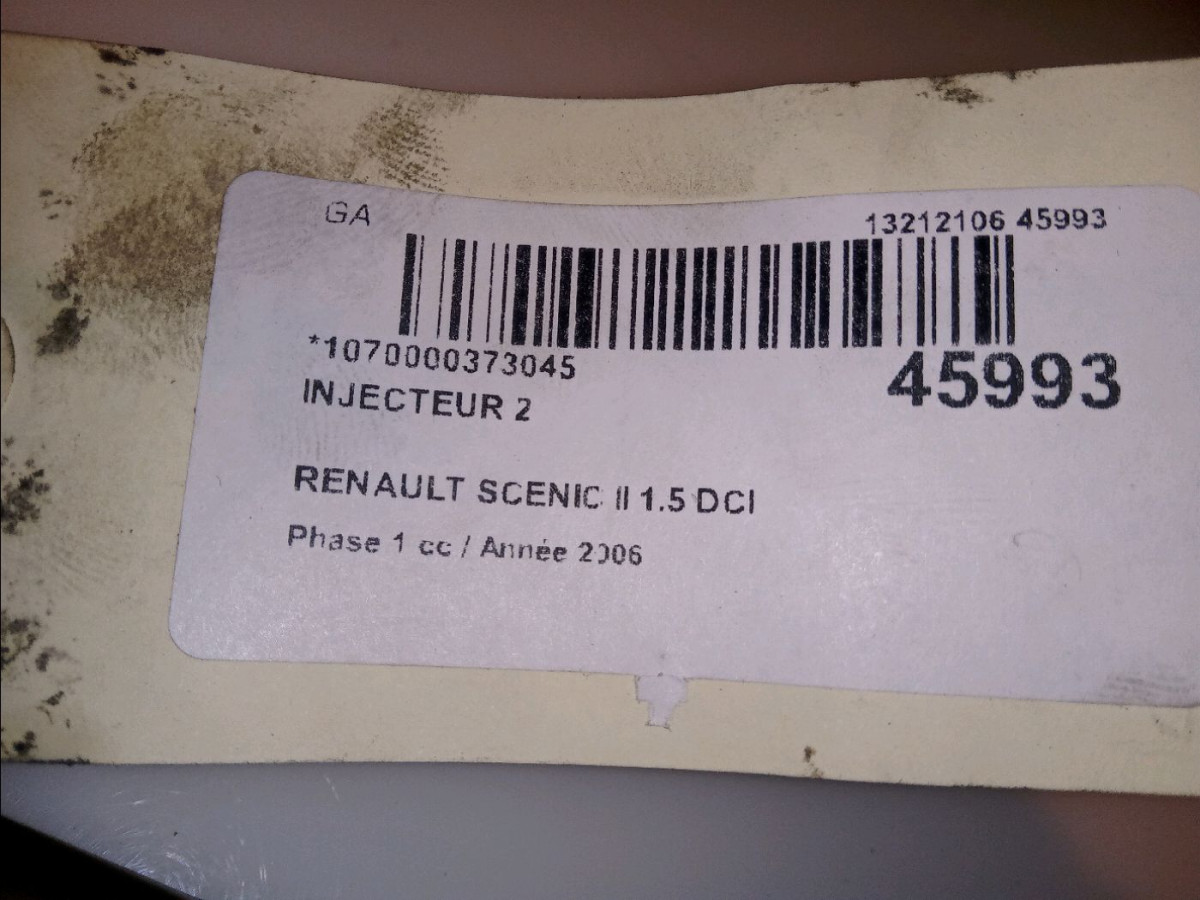 GA
13212106 45993
*1070000373045
45993
INJECTEUR 2
RENAULT SCENIC II 1.5 DCI
Phase 1 cc / Année 2006